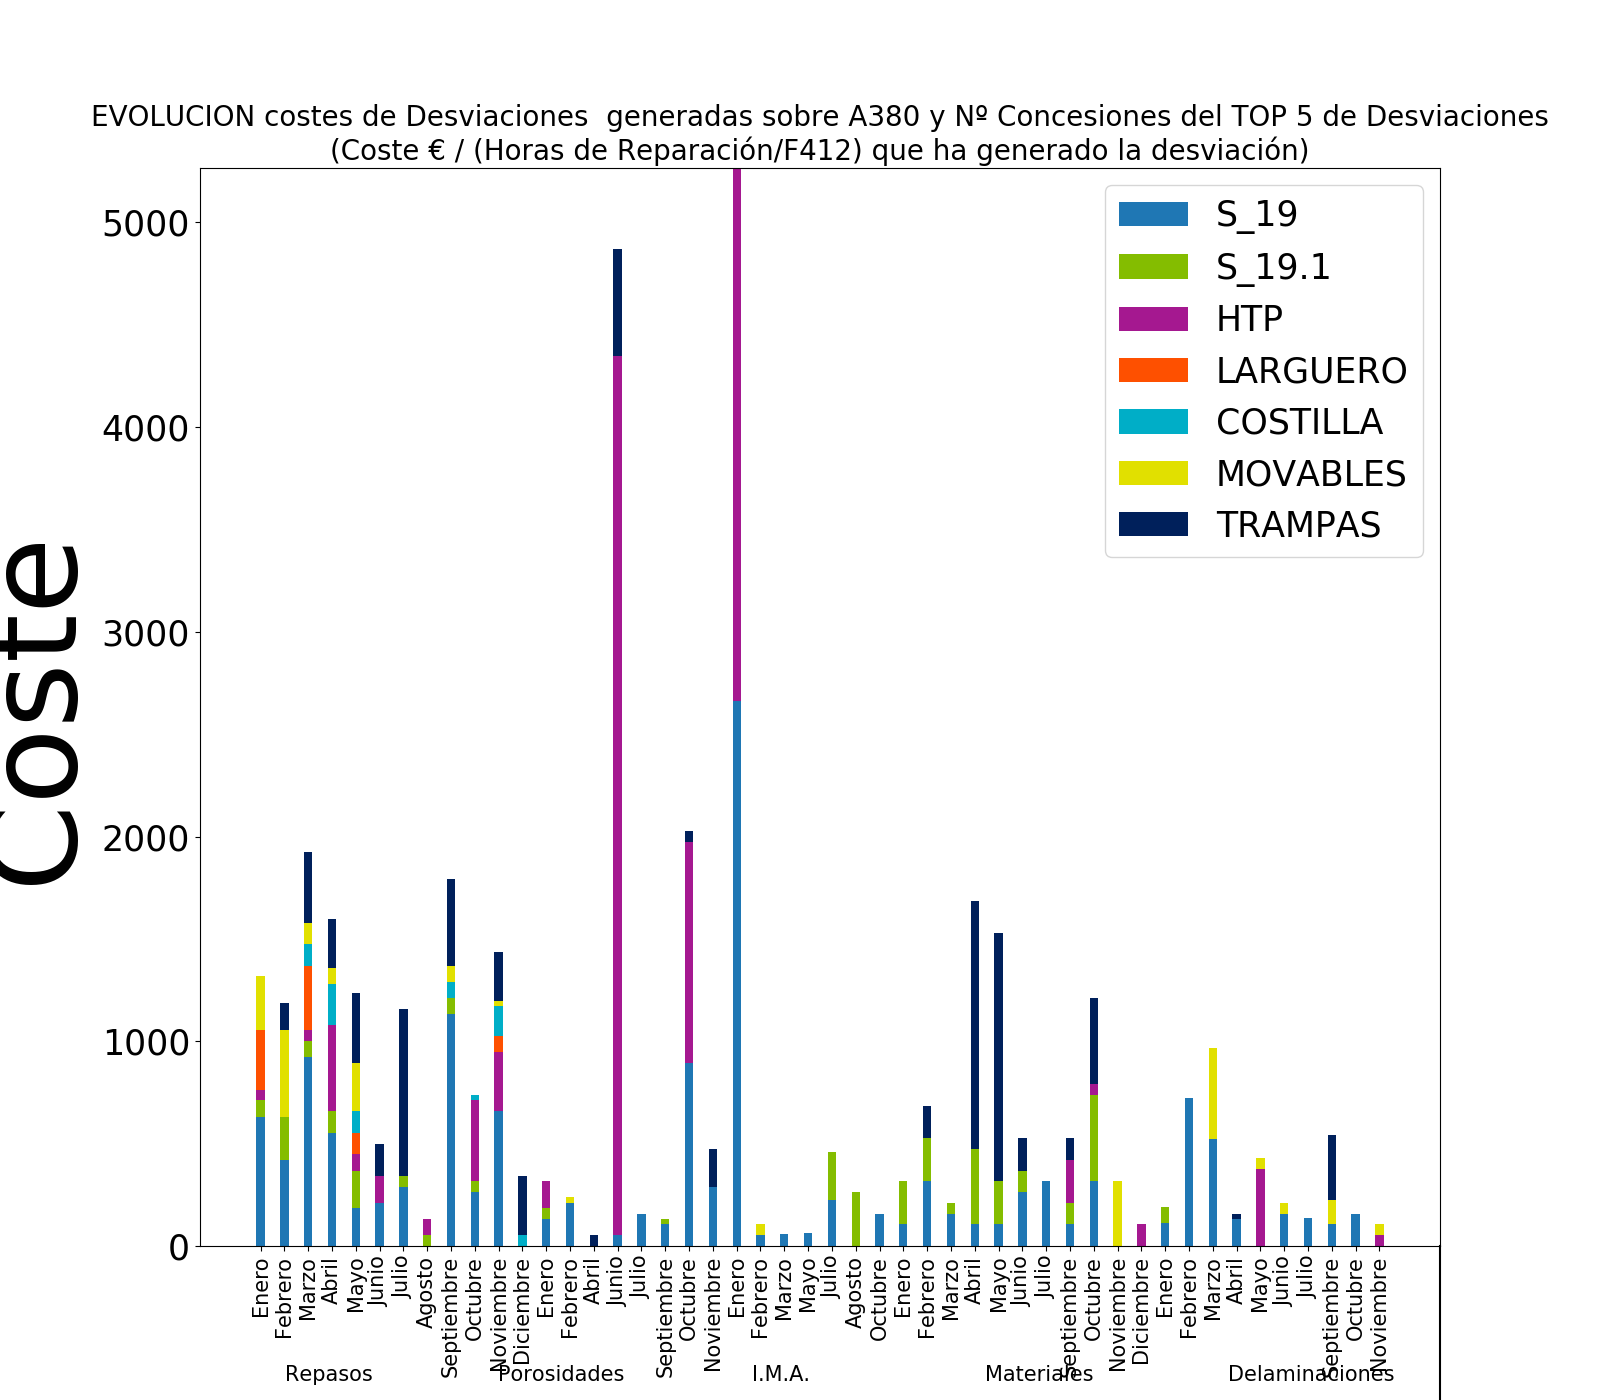 EVOLUCION costes de Desviaciones  generadas sobre A380 y Nº Concesiones del TOP 5 de Desviaciones
(Coste € / (Horas de Reparación/F412) que ha generado la desviación)
Coste
5000
4000
3000
2000
1000
0
S_19
S_19.1
HTP
LARGUERO
COSTILLA
MOVABLES
TRAMPAS
Enero
Febrero
Marzo
Abril
Mayo
Junio
Julio
Agosto
Septiembre
Octubre
Noviembre
Diciembre
Enero
Febrero
Abril
Junio
Julio
Septiembre
Octubre
Noviembre
Enero
Febrero
Marzo
Mayo
Julio
Agosto
Octubre
Enero
Febrero
Marzo
Abril
Mayo
Junio
Julio
Septiembre
Octubre
Noviembre
Diciembre
Enero
Febrero
Marzo
Abril
Mayo
Junio
Julio
Septiembre
Octubre
Noviembre
Repasos
Porosidades
I.M.A.
Materiales
Delaminaciones